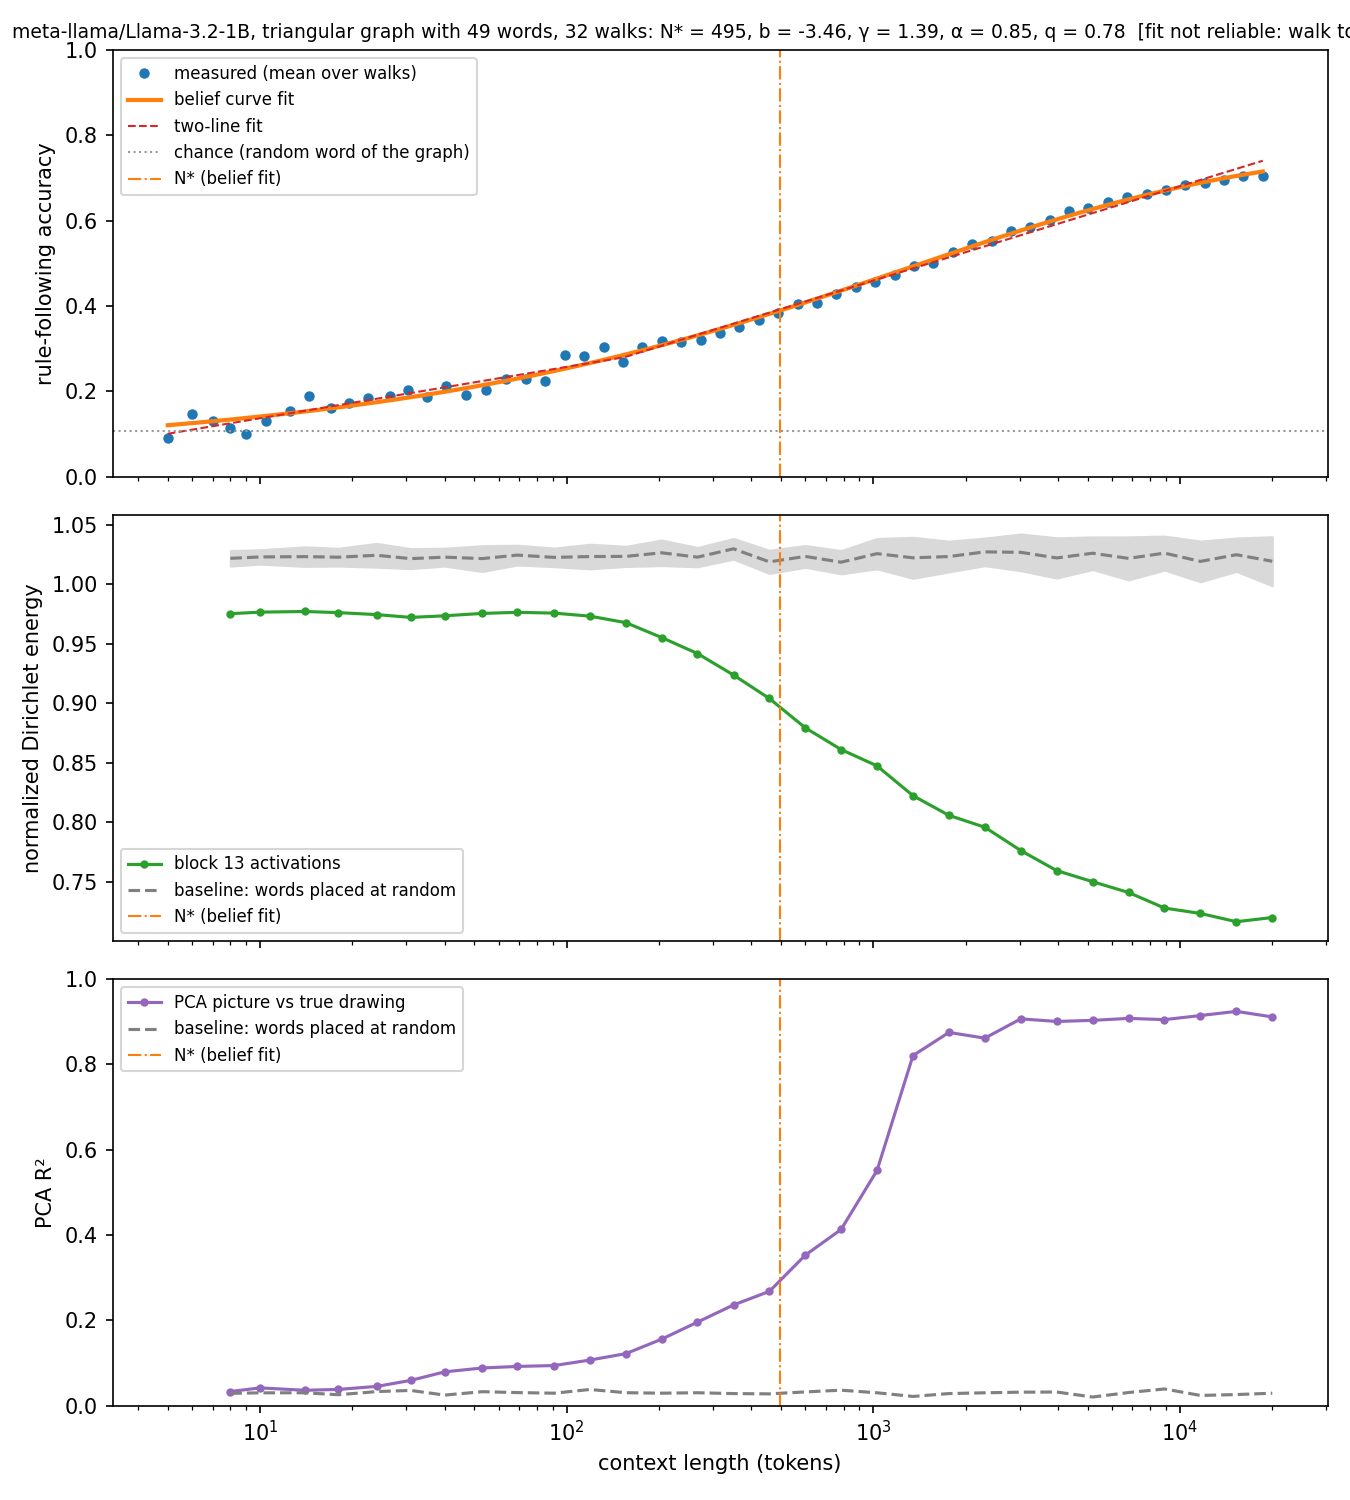 meta-llama/Llama-3.2-1B, triangular graph with 49 words, 32 walks: N* = 495, b = -3.46, γ = 1.39, α = 0.85, q = 0.78 [fit not reliable: walk to
1.0
0.8
0.6
0.4
0.2
0.0
rule-following accuracy
measured (mean over walks)
belief curve fit
two-line fit
chance (random word of the graph)
N* (belief fit)
1.05
1.00
0.95
0.90
0.85
0.80
0.75
normalized Dirichlet energy
block 13 activations
baseline: words placed at random
N* (belief fit)
1.0
0.8
0.6
0.4
0.2
0.0
PCA R²
PCA picture vs true drawing
baseline: words placed at random
N* (belief fit)
10¹ 10² 10³ 10⁴
context length (tokens)